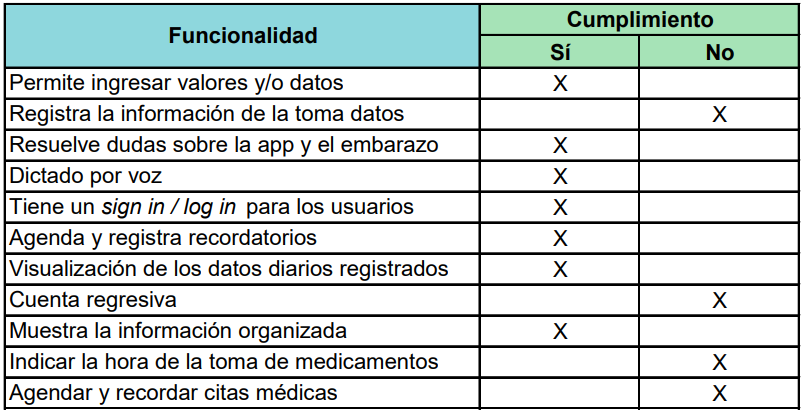 Funcionalidad Cumplimiento
Sí No
Permite ingresar valores y/o datos X
Registra la información de la toma datos X
Resuelve dudas sobre la app y el embarazo X
Dictado por voz X
Tiene un sign in / log in para los usuarios X
Agenda y registra recordatorios X
Visualización de los datos diarios registrados X
Cuenta regresiva X
Muestra la información organizada X
Indicar la hora de la toma de medicamentos X
Agendar y recordar citas médicas X